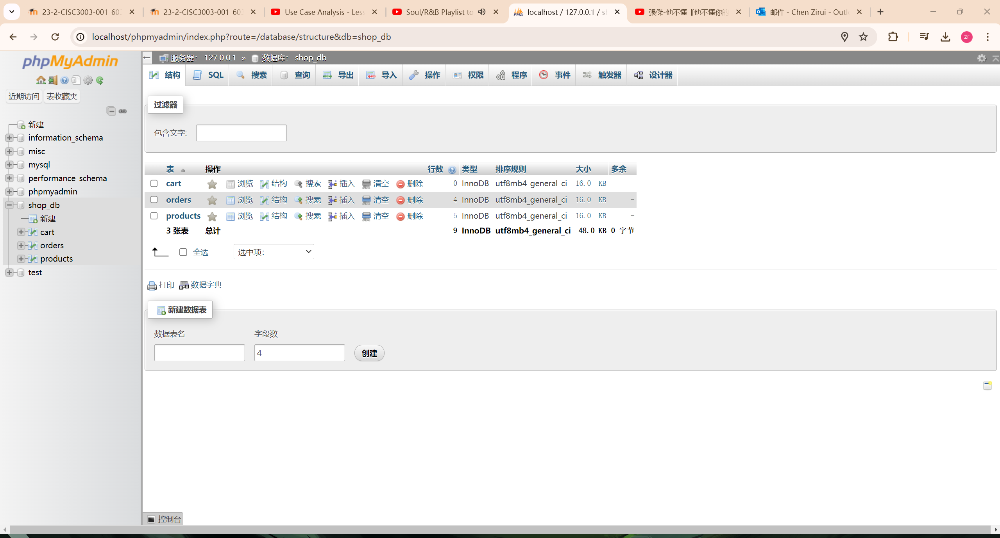 23-2-CISC3003-001 603
23-2-CISC3003-001 603
Use Case Analysis - Less
Soul/R&B Playlist to
localhost / 127.0.0.1 / sh
張傑-他不懂『他不懂你的
邮件 - Chen Zirui - Outl
localhost/phpmyadmin/index.php?route=/database/structure&db=shop_db
zr
phpMyAdmin
近期访问 表收藏夹
新建
information_schema
misc
mysql
performance_schema
phpmyadmin
shop_db
新建
cart
orders
products
test
服务器： 127.0.0.1 » 数据库： shop_db
结构 SQL 搜索 查询 导出 导入 操作 权限 程序 事件 触发器 设计器
过滤器
包含文字:
表 操作 行数 类型 排序规则 大小 多余
cart 浏览 结构 搜索 插入 清空 删除 0 InnoDB utf8mb4_general_ci 16.0 KB -
orders 浏览 结构 搜索 插入 清空 删除 4 InnoDB utf8mb4_general_ci 16.0 KB -
products 浏览 结构 搜索 插入 清空 删除 5 InnoDB utf8mb4_general_ci 16.0 KB -
3 张表 总计 9 InnoDB utf8mb4_general_ci 48.0 KB 0 字节
全选 选中项：
打印 数据字典
新建数据表
数据表名 字段数
4 创建
控制台